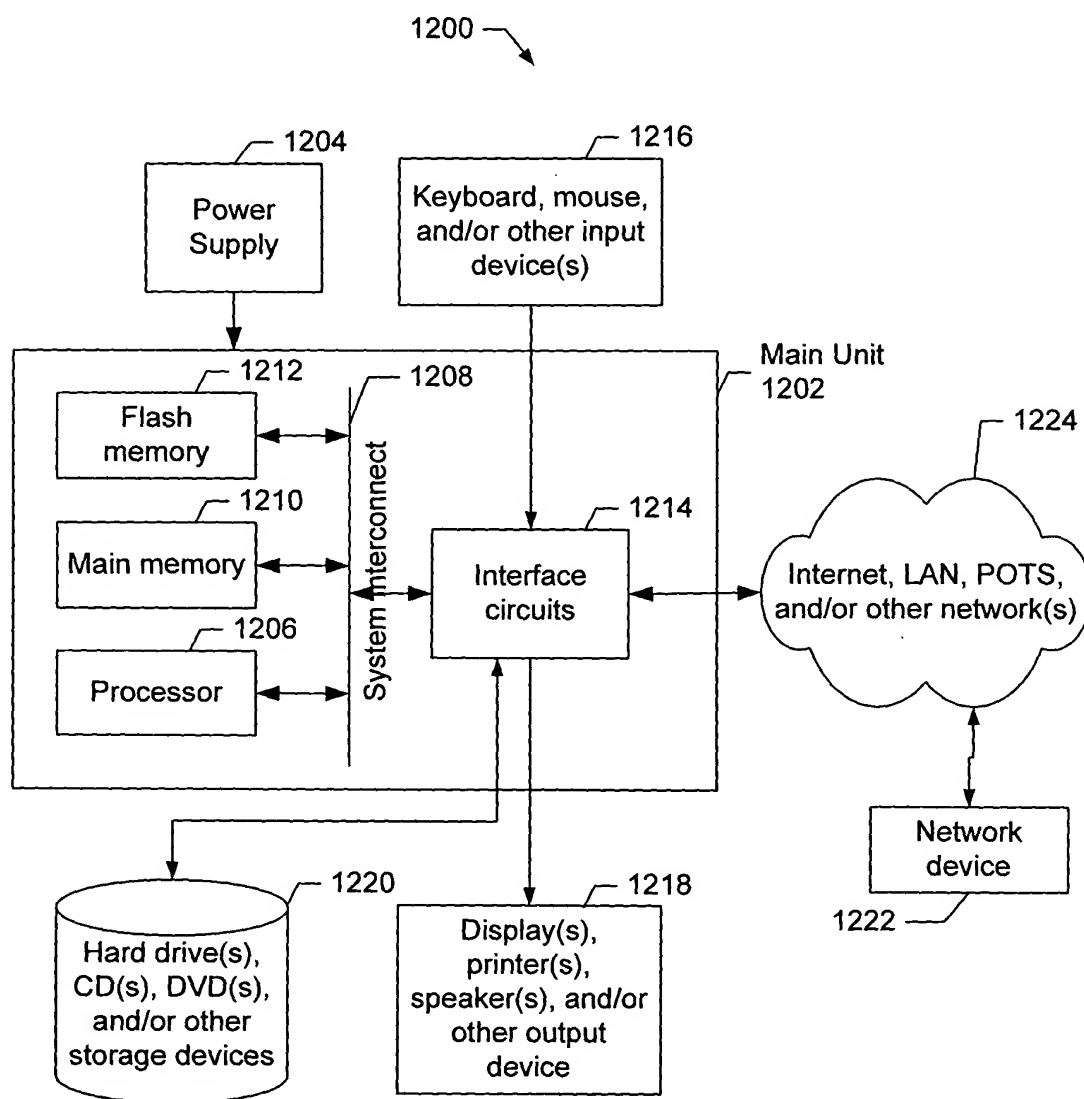 1200
1204
Power
Supply
1216
Keyboard, mouse,
and/or other input
device(s)
Main Unit
1202
1212
Flash
memory
1208
System Interconnect
1210
Main memory
1206
Processor
1214
Interface
circuits
1224
Internet, LAN, POTS,
and/or other network(s)
Network
device
1222
1220
Hard drive(s),
CD(s), DVD(s),
and/or other
storage devices
1218
Display(s),
printer(s),
speaker(s), and/or
other output
device